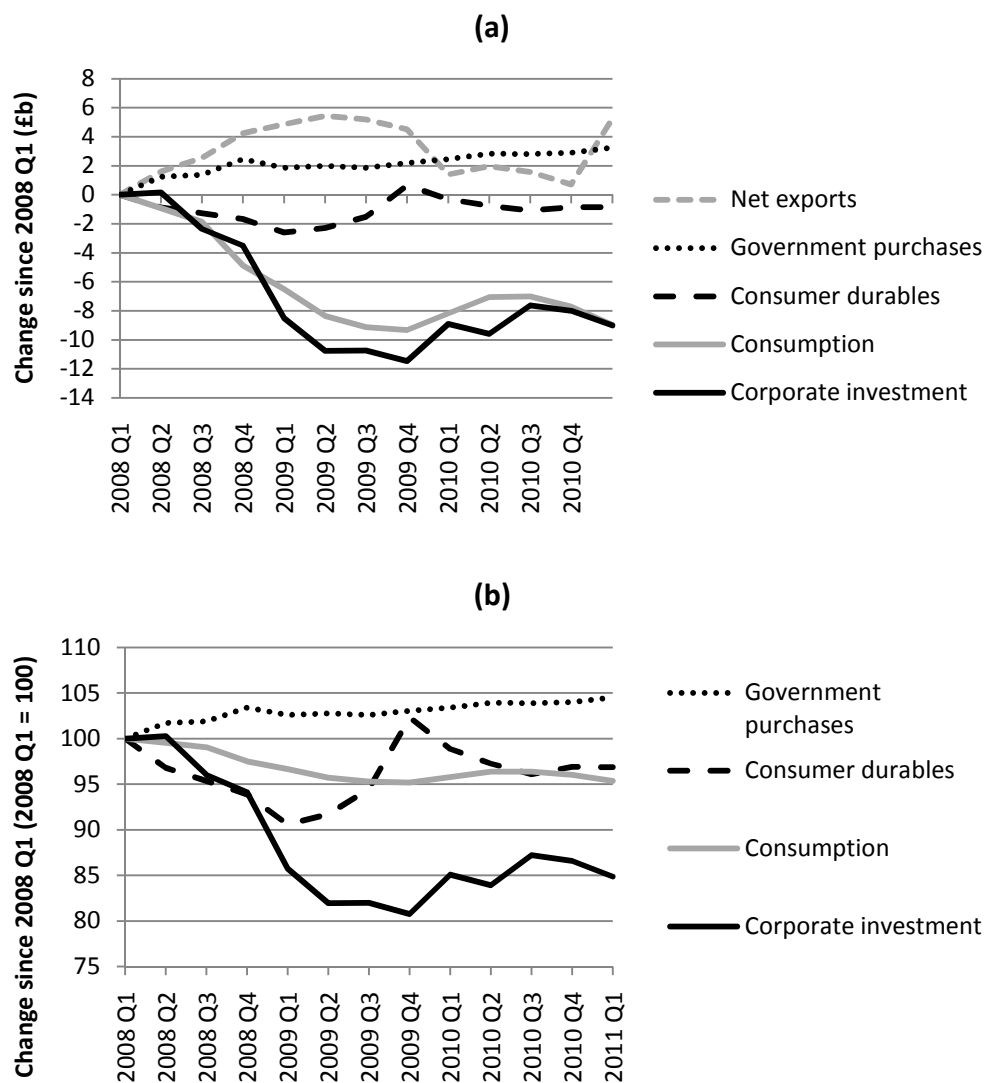 (a)
Change since 2008 Q1 (£b)
8
6
4
2
0
-2
-4
-6
-8
-10
-12
-14
2008 Q1
2008 Q2
2008 Q3
2008 Q4
2009 Q1
2009 Q2
2009 Q3
2009 Q4
2010 Q1
2010 Q2
2010 Q3
2010 Q4
Net exports
Government purchases
Consumer durables
Consumption
Corporate investment
(b)
Change since 2008 Q1 (2008 Q1 = 100)
110
105
100
95
90
85
80
75
2008 Q1
2008 Q2
2008 Q3
2008 Q4
2009 Q1
2009 Q2
2009 Q3
2009 Q4
2010 Q1
2010 Q2
2010 Q3
2010 Q4
2011 Q1
Government
purchases
Consumer durables
Consumption
Corporate investment